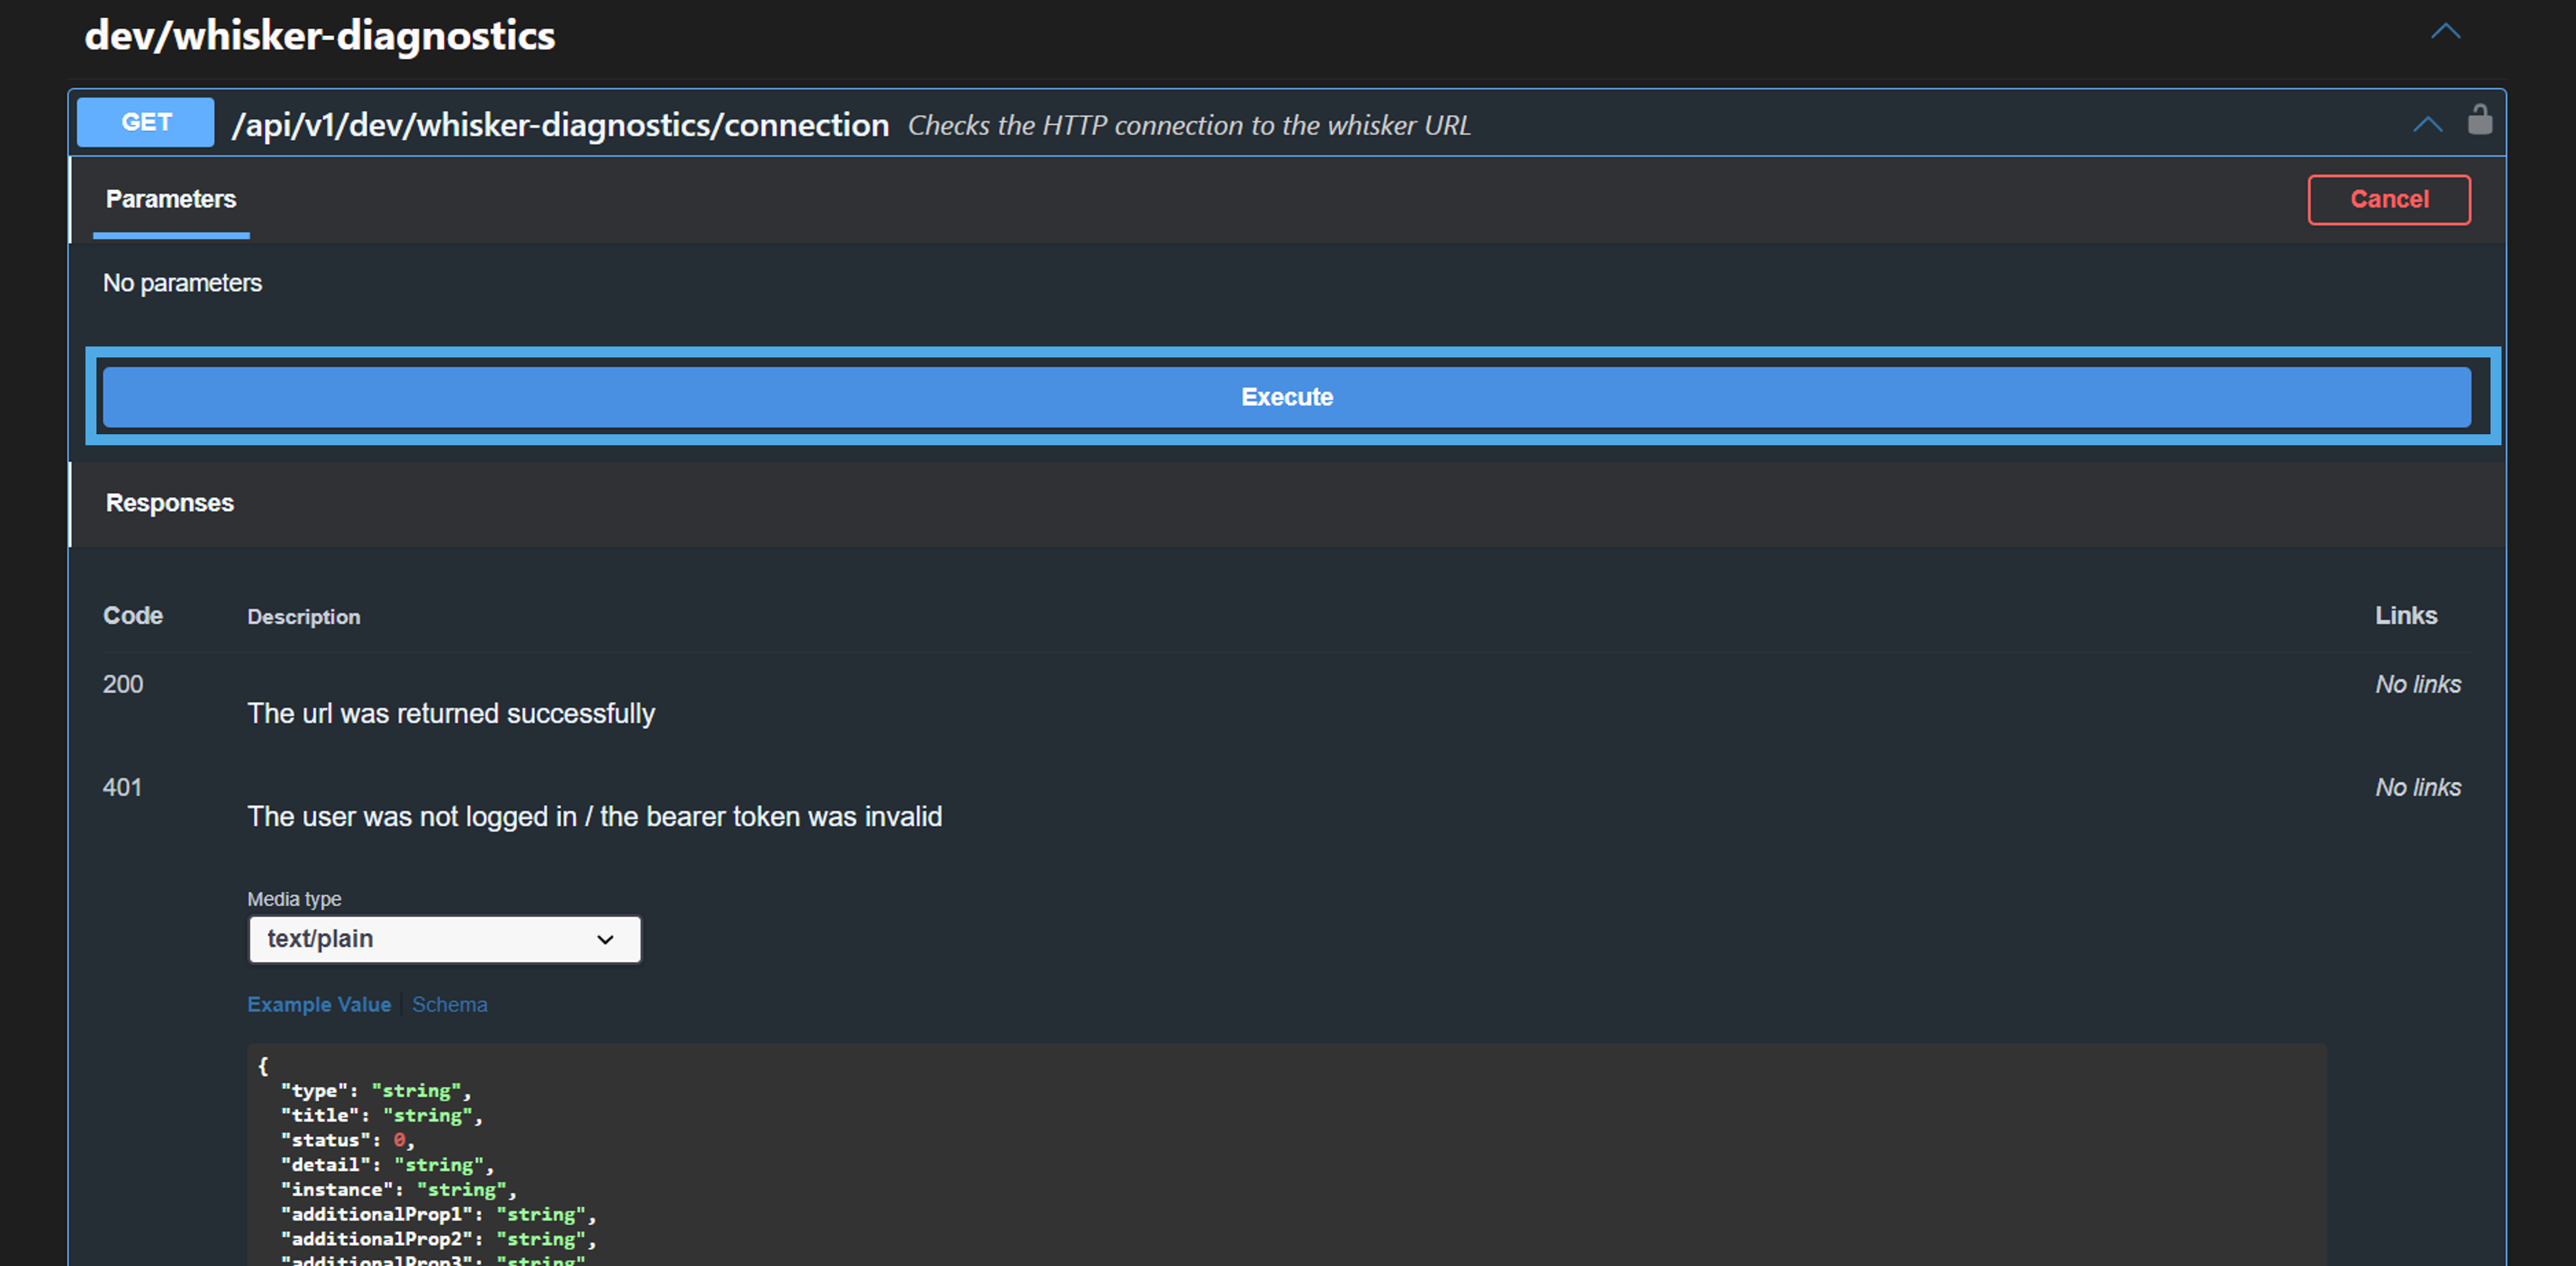 dev/whisker-diagnostics
GET /api/v1/dev/whisker-diagnostics/connection Checks the HTTP connection to the whisker URL
Parameters Cancel
No parameters
Execute
Responses
Code Description Links
200 No links
The url was returned successfully
401 No links
The user was not logged in / the bearer token was invalid
Media type
text/plain
Example Value Schema
{
"type": "string",
"title": "string",
"status": 0,
"detail": "string",
"instance": "string",
"additionalProp1": "string",
"additionalProp2": "string",
"additionalProp3": "string"